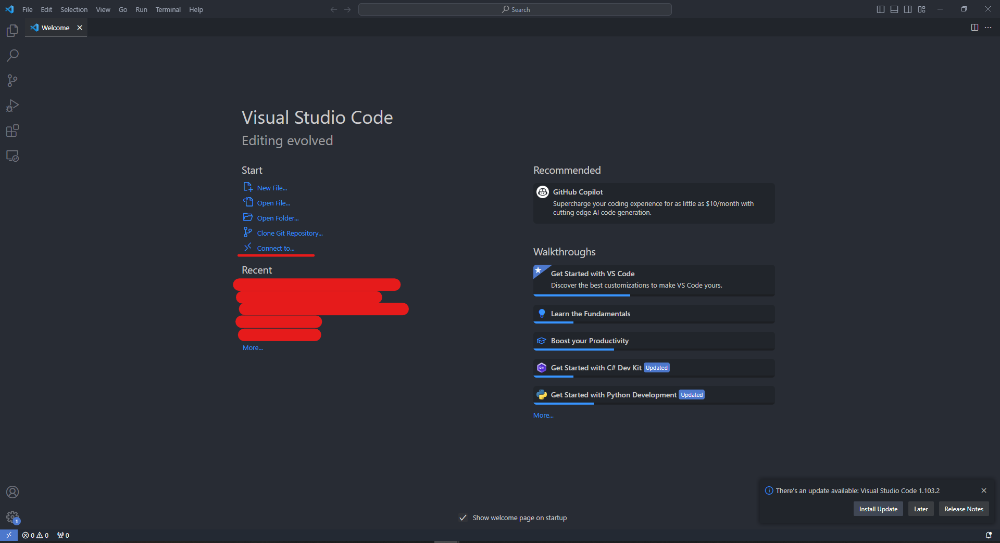 File Edit Selection View Go Run Terminal Help
Search
Welcome
Visual Studio Code
Editing evolved
Start
New File...
Open File...
Open Folder...
Clone Git Repository...
Connect to...
Recent
More...
Recommended
GitHub Copilot
Supercharge your coding experience for as little as $10/month with
cutting edge AI code generation.
Walkthroughs
Get Started with VS Code
Discover the best customizations to make VS Code yours.
Learn the Fundamentals
Boost your Productivity
Get Started with C# Dev Kit Updated
Get Started with Python Development Updated
More...
There's an update available: Visual Studio Code 1.103.2
Install Update Later Release Notes
Show welcome page on startup
1
0 0 0